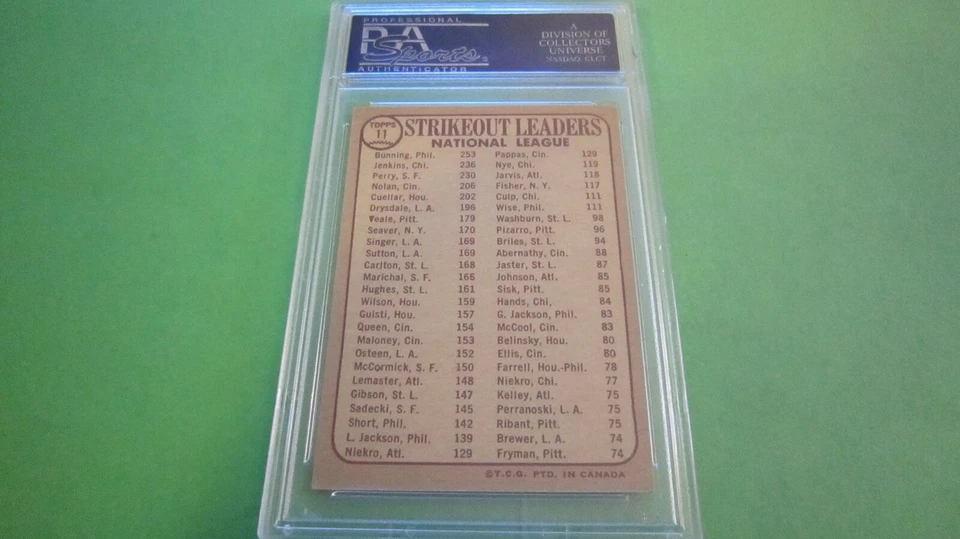 PROFESSIONAL
PSA
Sports
AUTHENTICATOR
A
DIVISION OF
COLLECTORS
UNIVERSE
NASDAQ: CLCT
TOPPS
11
STRIKEOUT LEADERS
NATIONAL LEAGUE
Bunning, Phil. 253 Pappas, Cin. 129
Jenkins, Chi. 236 Nye, Chi. 119
Perry, S. F. 230 Jarvis, Atl. 118
Nolan, Cin. 206 Fisher, N. Y. 117
Cuellar, Hou. 202 Culp, Chi. 111
Drysdale, L. A. 196 Wise, Phil. 111
Veale, Pitt. 179 Washburn, St. L. 98
Seaver, N. Y. 170 Pizarro, Pitt. 96
Singer, L. A. 169 Briles, St. L. 94
Sutton, L. A. 169 Abernathy, Cin. 88
Carlton, St. L. 168 Jaster, St. L. 87
Marichal, S. F. 166 Johnson, Atl. 85
Hughes, St. L. 161 Sisk, Pitt. 85
Wilson, Hou. 159 Hands, Chi. 84
Giusti, Hou. 157 G. Jackson, Phil. 83
Queen, Cin. 154 McCool, Cin. 83
Maloney, Cin. 153 Belinsky, Hou. 80
Osteen, L. A. 152 Ellis, Cin. 80
McCormick, S. F. 150 Farrell, Hou.-Phil. 78
Lemaster, Atl. 148 Niekro, Chi. 77
Gibson, St. L. 147 Kelley, Atl. 75
Sadecki, S. F. 145 Perranoski, L. A. 75
Short, Phil. 142 Ribant, Pitt. 75
L. Jackson, Phil. 139 Brewer, L. A. 74
Niekro, Atl. 129 Fryman, Pitt. 74
©T.C.G. PTD. IN CANADA